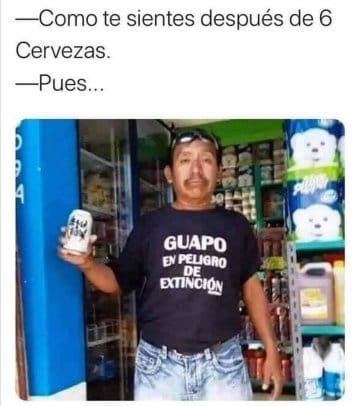 —Como te sientes después de 6
Cervezas.
—Pues...
GUAPO
EN PELIGRO
DE
EXTINCIÓN